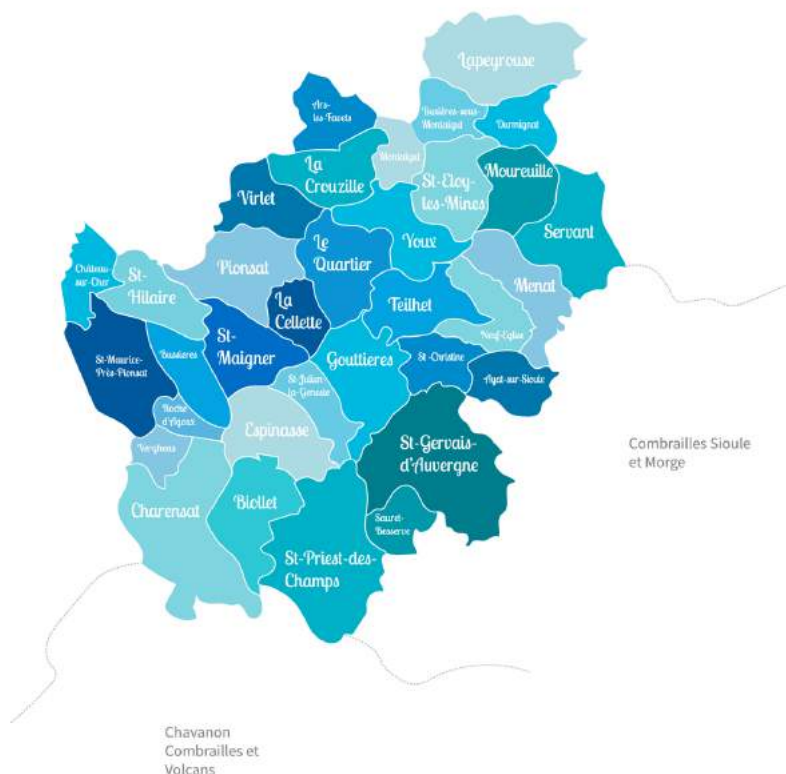 Lapeyrouse
Ars-
les-Favets
Buxières-sous-
Montaigut
Durmignat
Montaigut
La
Crouzille
St-Eloy-
les-Mines
Moureuille
Virlet
Servant
Youx
Le
Quartier
Pionsat
Château-
sur-Cher
St-
Hilaire
Menat
La
Cellette
Teilhet
Neuf-Eglise
St-
Maigner
St-Maurice-
Près-Pionsat
Bussieres
Gouttieres
St-Christine
Ayat-sur-Sioule
St-Julien
la-Geneste
Roche
d'Agoux
Espinasse
St-Gervais-
d'Auvergne
Combrailles Sioule
et Morge
Vergheas
Charensat
Biollet
Sauret-
Besserve
St-Priest-des-
Champs
Chavanon
Combrailles et
Volcans